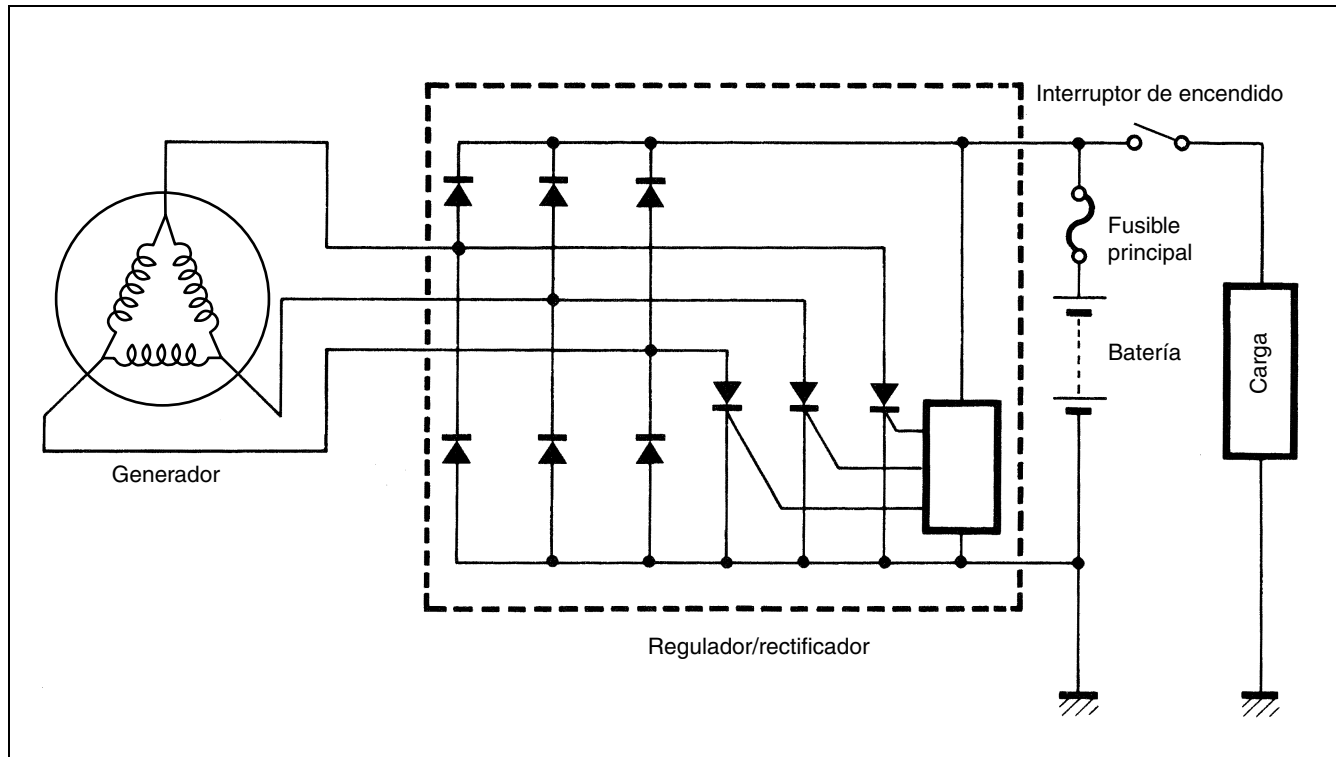 Interruptor de encendido
Fusible
principal
Batería
Carga
Generador
Regulador/rectificador